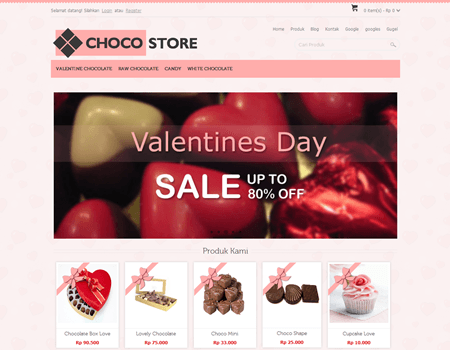 Selamat datang! Silahkan Login atau Register
0 item(s) - Rp 0
Home Produk Blog Kontak Google googles Gugel
CHOCO STORE
Cari Produk
VALENTINE CHOCOLATE RAW CHOCOLATE CANDY WHITE CHOCOLATE
Valentines Day
SALE UP TO
80% OFF
Produk Kami
Chocolate Box Love Lovely Chocolate Choco Mini Choco Shape Cupcake Love
Rp 90.500 Rp 75.000 Rp 33.000 Rp 25.000 Rp 10.000